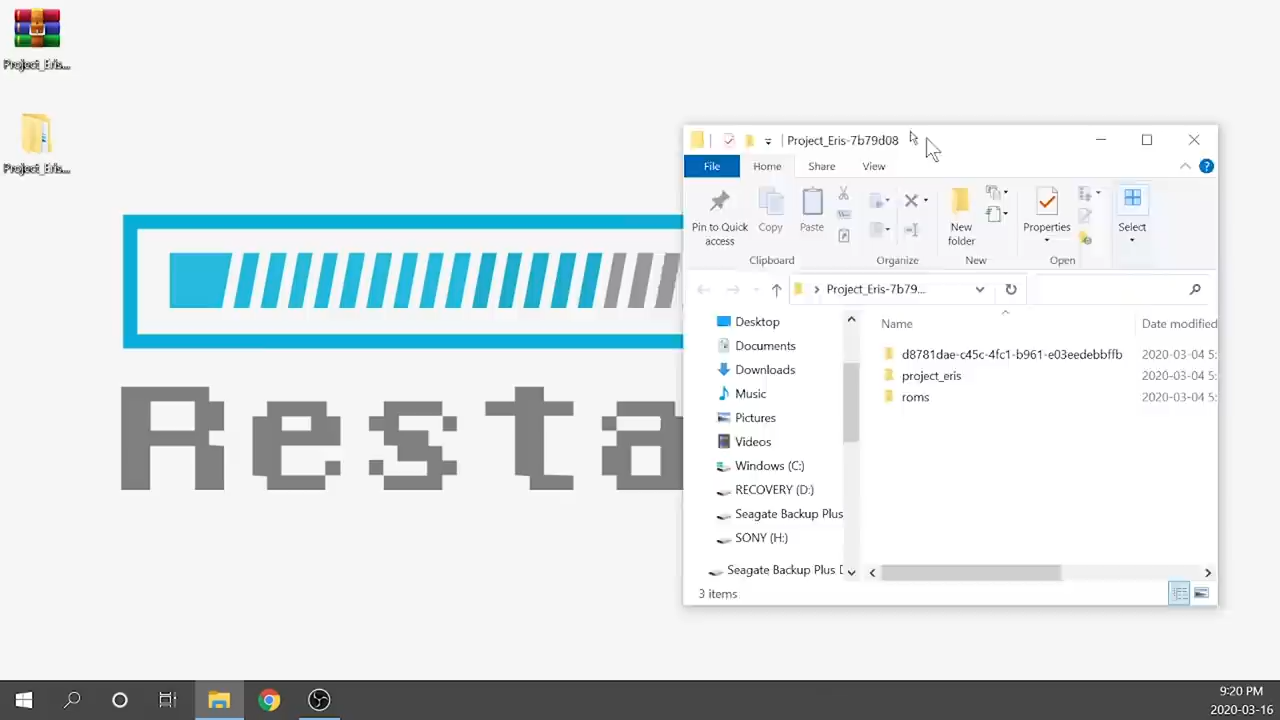 Project_Eris...
Project_Eris...
Resta
Project_Eris-7b79d08
File Home Share View
Pin to Quick access
Copy
Paste
New folder
Properties
Select
Clipboard Organize New Open
Project_Eris-7b79...
Desktop
Documents
Downloads
Music
Pictures
Videos
Windows (C:)
RECOVERY (D:)
Seagate Backup Plus
SONY (H:)
Seagate Backup Plus D
Name Date modified
d8781dae-c45c-4fc1-b961-e03eedebbffb 2020-03-04 5:
project_eris 2020-03-04 5:
roms 2020-03-04 5:
3 items
9:20 PM
2020-03-16